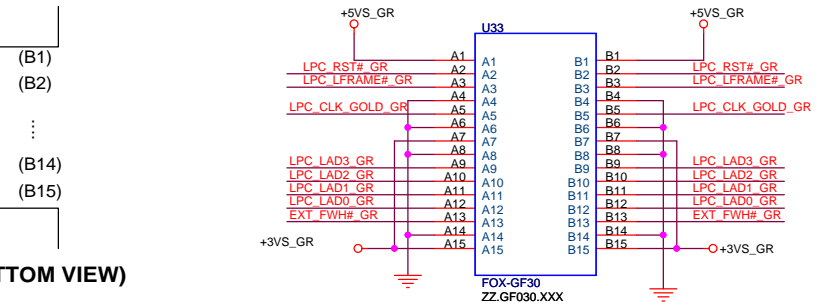 (B1)
(B2)
(B14)
(B15)
TTOM VIEW)
+5VS_GR
+5VS_GR
U33
A1 A1 B1 B1
LPC_RST#_GR A2 A2 B2 B2 LPC_RST#_GR
LPC_LFRAME#_GR A3 A3 B3 B3 LPC_LFRAME#_GR
A4 A4 B4 B4
LPC_CLK_GOLD_GR A5 A5 B5 B5 LPC_CLK_GOLD_GR
A6 A6 B6 B6
A7 A7 B7 B7
A8 A8 B8 B8
LPC_LAD3_GR A9 A9 B9 B9 LPC_LAD3_GR
LPC_LAD2_GR A10 A10 B10 B10 LPC_LAD2_GR
LPC_LAD1_GR A11 A11 B11 B11 LPC_LAD1_GR
LPC_LAD0_GR A12 A12 B12 B12 LPC_LAD0_GR
EXT_FWH#_GR A13 A13 B13 B13 EXT_FWH#_GR
A14 A14 B14 B14
+3VS_GR A15 A15 B15 B15 +3VS_GR
FOX-GF30
ZZ.GF030.XXX